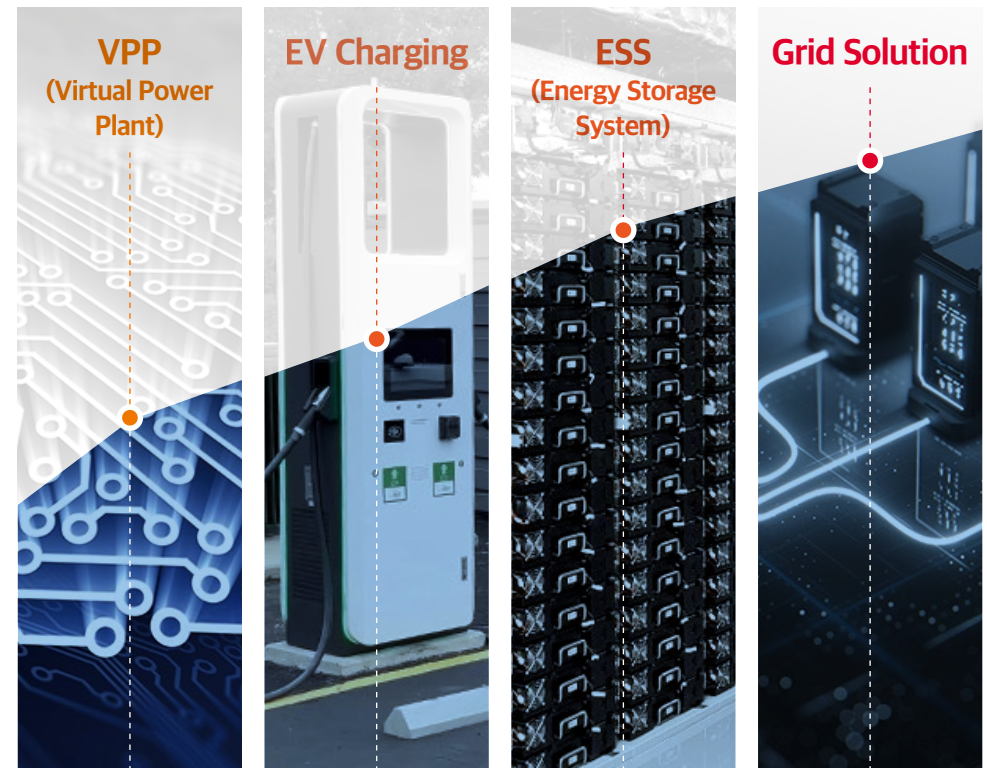 VPP
(Virtual Power
Plant)
EV Charging
ESS
(Energy Storage
System)
Grid Solution